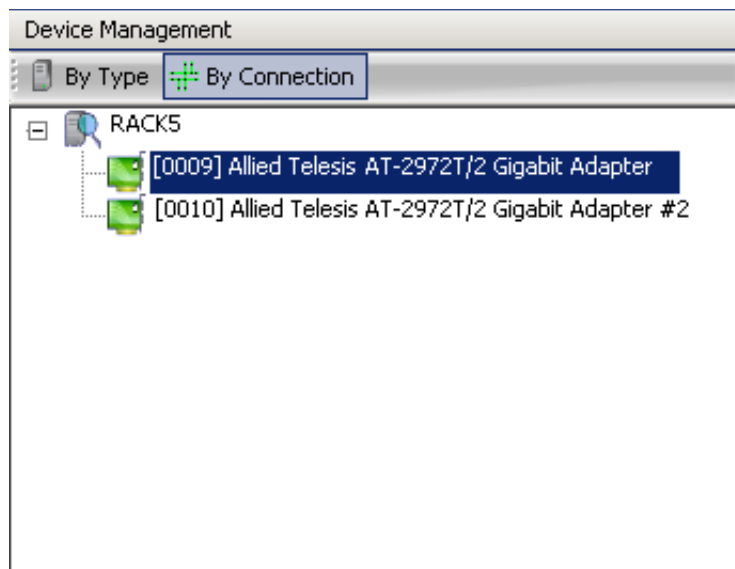 Device Management
By Type By Connection
RACK5
[0009] Allied Telesis AT-2972T/2 Gigabit Adapter
[0010] Allied Telesis AT-2972T/2 Gigabit Adapter #2